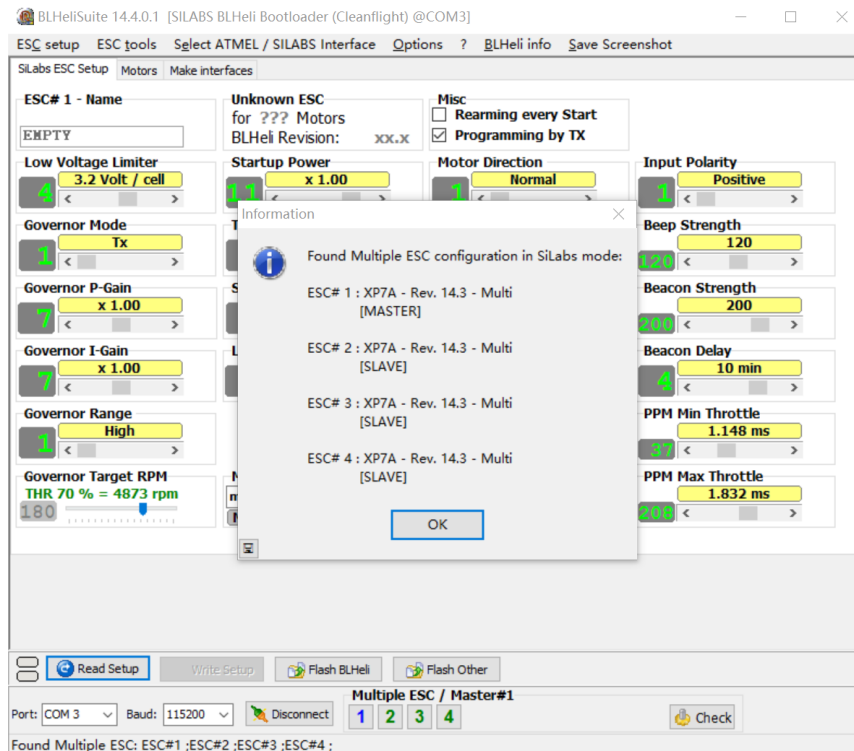 BLHeliSuite 14.4.0.1 [SILABS BLHeli Bootloader (Cleanflight) @COM3]
ESC setup ESC tools Select ATMEL / SILABS Interface Options ? BLHeli info Save Screenshot
SiLabs ESC Setup Motors Make interfaces
ESC# 1 - Name
EMPTY
Unknown ESC
for ??? Motors
BLHeli Revision: xx.x
Misc
Rearming every Start
Programming by TX
Low Voltage Limiter
4 3.2 Volt / cell
Startup Power
11 x 1.00
Motor Direction
1 Normal
Input Polarity
1 Positive
Governor Mode
1 Tx
Beep Strength
120 120
Governor P-Gain
7 x 1.00
Beacon Strength
200 200
Governor I-Gain
7 x 1.00
Beacon Delay
4 10 min
Governor Range
1 High
PPM Min Throttle
37 1.148 ms
Governor Target RPM
THR 70 % = 4873 rpm
180
PPM Max Throttle
208 1.832 ms
Information
Found Multiple ESC configuration in SiLabs mode:
ESC# 1 : XP7A - Rev. 14.3 - Multi
[MASTER]
ESC# 2 : XP7A - Rev. 14.3 - Multi
[SLAVE]
ESC# 3 : XP7A - Rev. 14.3 - Multi
[SLAVE]
ESC# 4 : XP7A - Rev. 14.3 - Multi
[SLAVE]
OK
Read Setup Write Setup Flash BLHeli Flash Other
Multiple ESC / Master#1
Port: COM 3 Baud: 115200 Disconnect 1 2 3 4 Check
Found Multiple ESC: ESC#1 ;ESC#2 ;ESC#3 ;ESC#4 ;